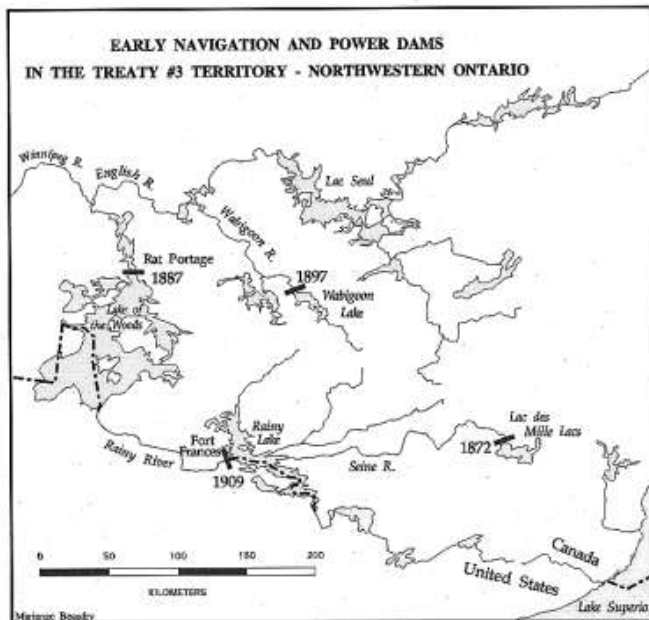 EARLY NAVIGATION AND POWER DAMS
IN THE TREATY #3 TERRITORY - NORTHWESTERN ONTARIO
Winnipeg R.
English R.
Lac Seul
Wabigoon R.
Rat Portage
1887
1897
Wabigoon
Lake
Lake of
the Woods
Lac des
Mille Lacs
Rainy
Lake
Fort
Frances
Rainy River
Seine R.
1872
1909
Canada
United States
0 50 100 150 200
KILOMETERS
Lake Superior
Beaudry